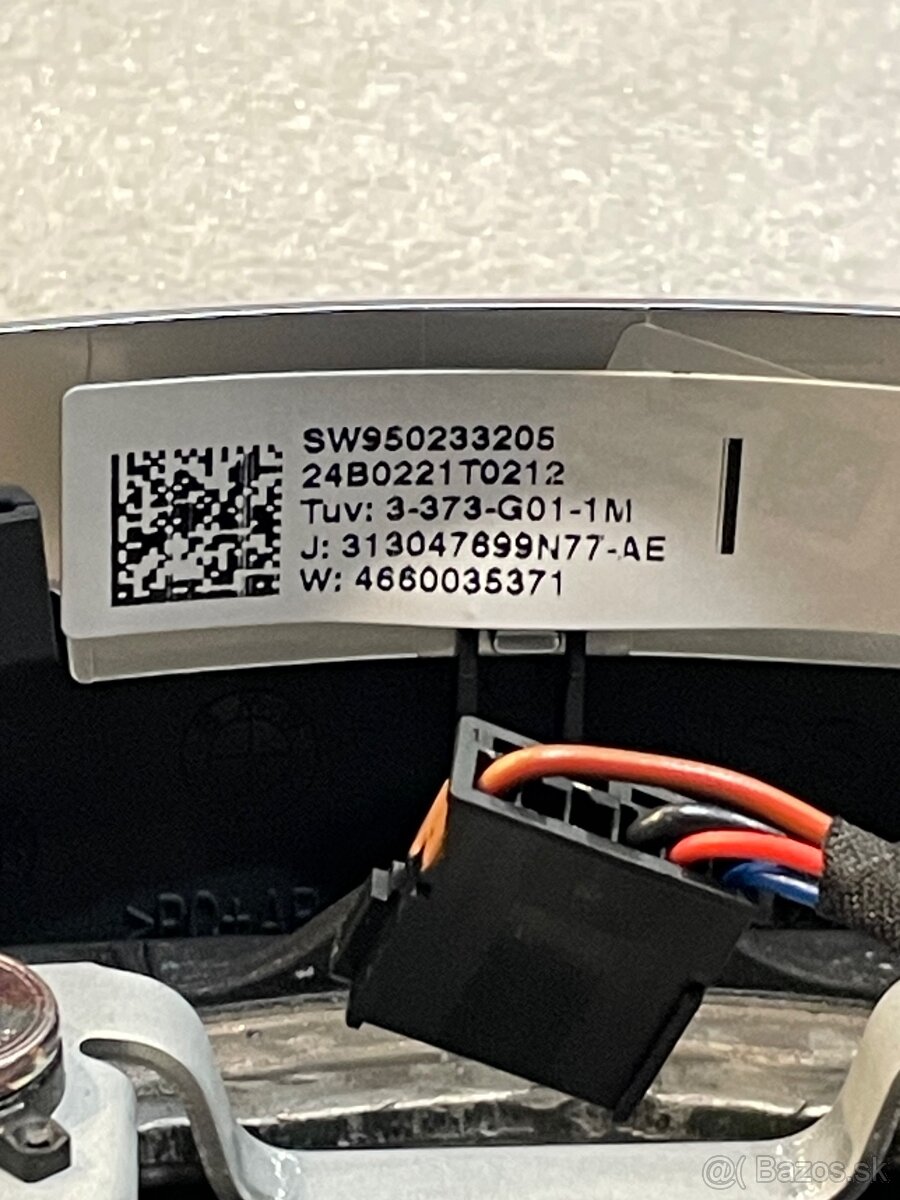 SW950233205
24B0221T0212
Tuv: 3-373-G01-1M
J: 313047699N77-AE
W: 4660035371
@( Bazos.sk